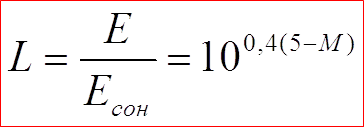 L = E / E_сон = 10^0,4(5−M)